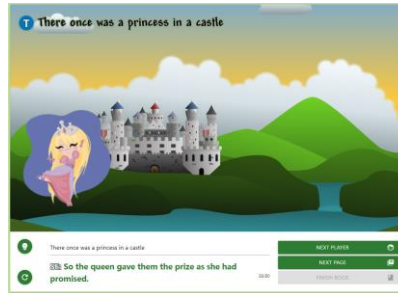 T There once was a princess in a castle
There once was a princess in a castle
NEXT PLAYER
So the queen gave them the prize as she had
promised.
NEXT PAGE
FINISH BOOK